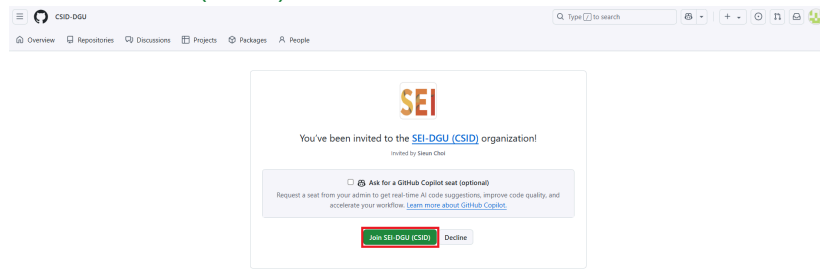 CSID-DGU
Type / to search
Overview Repositories Discussions Projects Packages People
SEI
You've been invited to the SEI-DGU (CSID) organization!
Invited by Sieun Choi
Ask for a GitHub Copilot seat (optional)
Request a seat from your admin to get real-time AI code suggestions, improve code quality, and
accelerate your workflow. Learn more about GitHub Copilot.
Join SEI-DGU (CSID) Decline